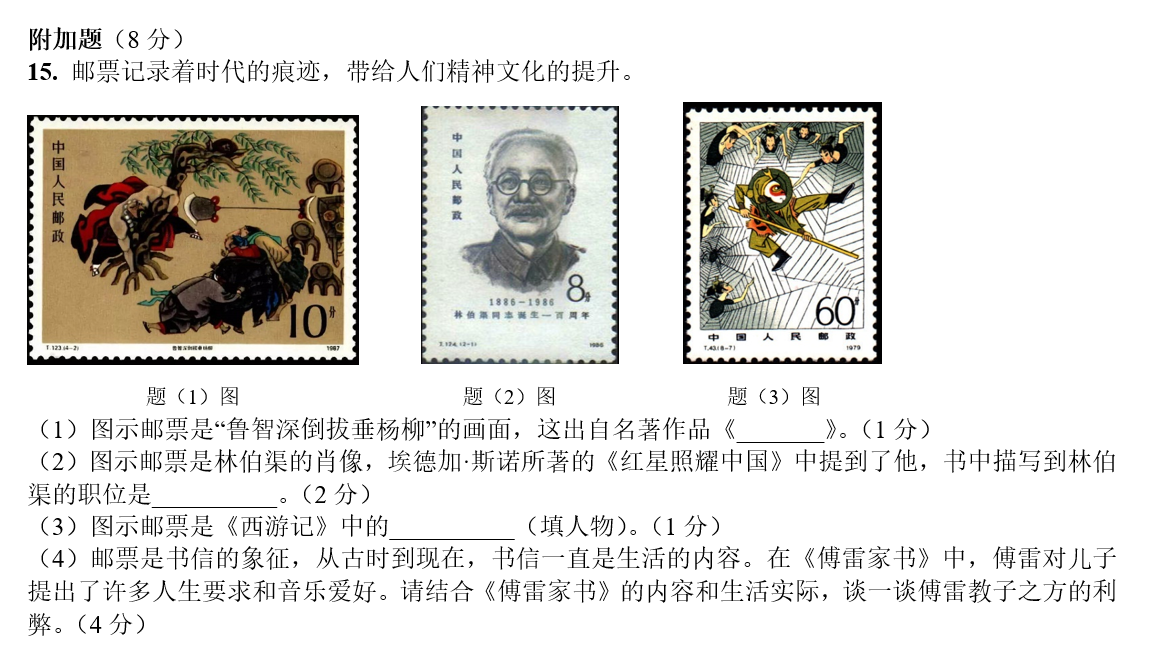 附加题（8 分）
15. 邮票记录着时代的痕迹，带给人们精神文化的提升。
中国人民邮政
10分
T.123.(4-2)
鲁智深倒拔垂杨柳
1987
中国人民邮政
8分
1886-1986
林伯渠同志诞生一百周年
T.124.(2-1)
1986
60分
中国人民邮政
T.43.(8-7)
1979
题（1）图
题（2）图
题（3）图
（1）图示邮票是“鲁智深倒拔垂杨柳”的画面，这出自名著作品《_______》。（1 分）
（2）图示邮票是林伯渠的肖像，埃德加·斯诺所著的《红星照耀中国》中提到了他，书中描写到林伯
渠的职位是__________。（2 分）
（3）图示邮票是《西游记》中的__________（填人物）。（1 分）
（4）邮票是书信的象征，从古时到现在，书信一直是生活的内容。在《傅雷家书》中，傅雷对儿子
提出了许多人生要求和音乐爱好。请结合《傅雷家书》的内容和生活实际，谈一谈傅雷教子之方的利
弊。（4 分）